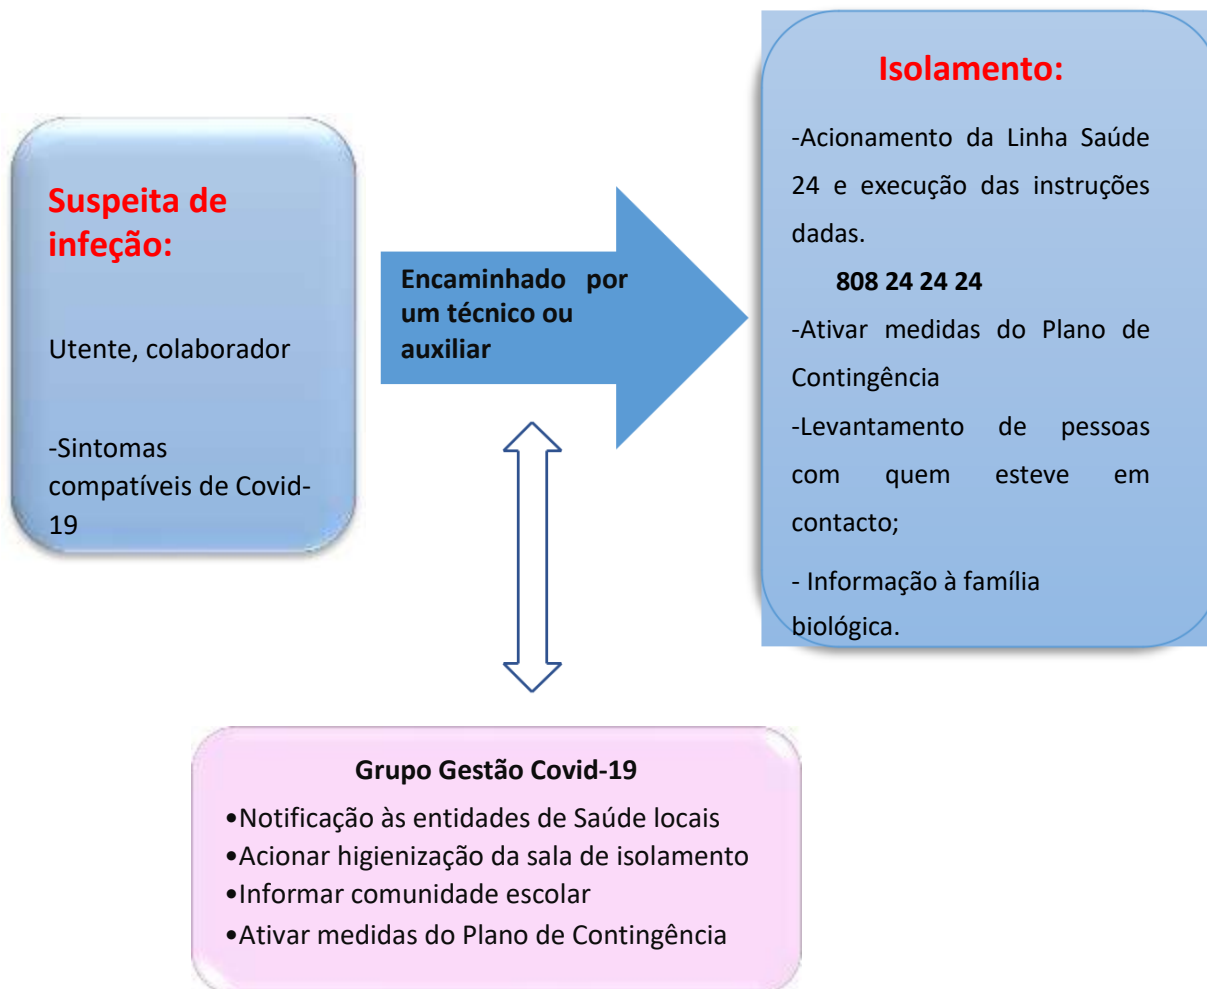 Suspeita de
infeção:
Utente, colaborador
-Sintomas
compatíveis de Covid-
19
Encaminhado por
um técnico ou
auxiliar
Isolamento:
-Acionamento da Linha Saúde
24 e execução das instruções
dadas.
808 24 24 24
-Ativar medidas do Plano de
Contingência
-Levantamento de pessoas
com quem esteve em
contacto;
- Informação à família
biológica.
Grupo Gestão Covid-19
•Notificação às entidades de Saúde locais
•Acionar higienização da sala de isolamento
•Informar comunidade escolar
•Ativar medidas do Plano de Contingência